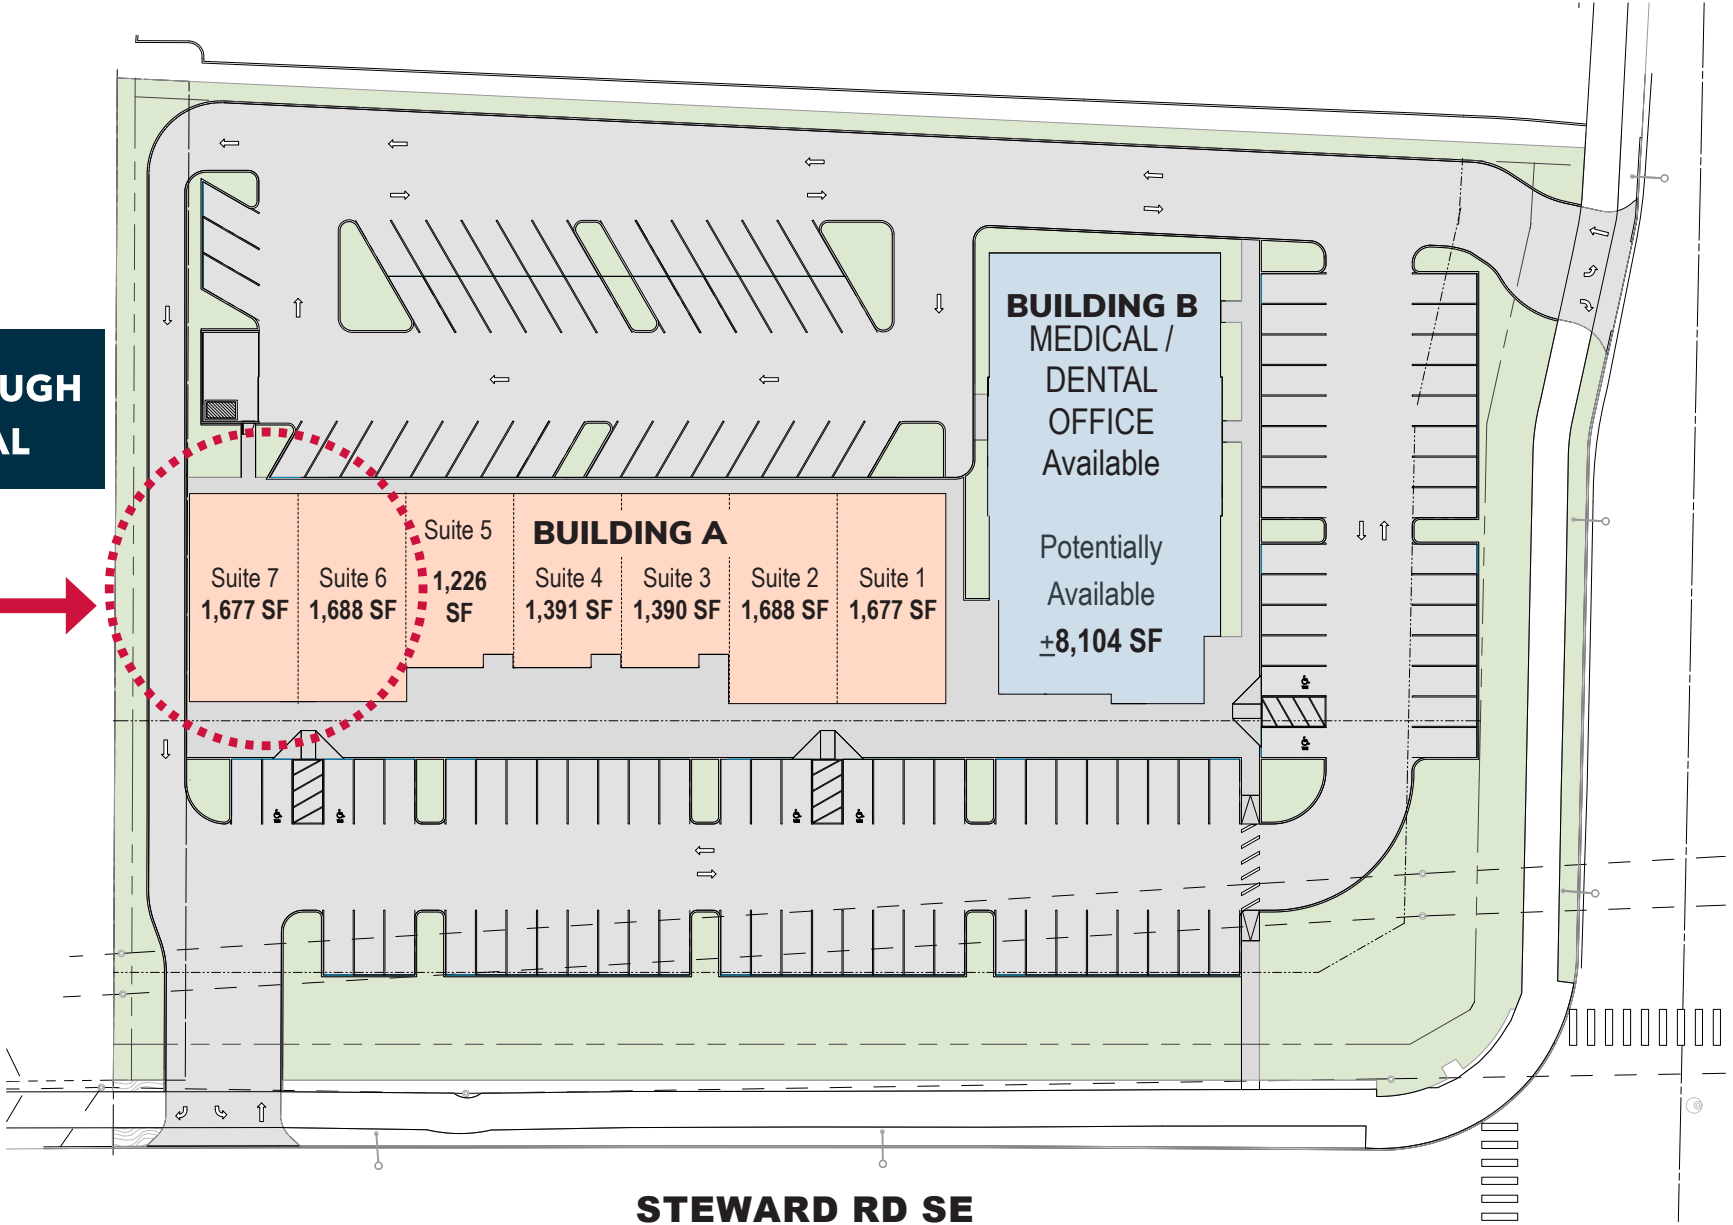 BUILDING B
MEDICAL /
DENTAL
OFFICE
Available
Potentially
Available
±8,104 SF
BUILDING A
Suite 7
1,677 SF
Suite 6
1,688 SF
Suite 5
1,226
SF
Suite 4
1,391 SF
Suite 3
1,390 SF
Suite 2
1,688 SF
Suite 1
1,677 SF
STEWARD RD SE